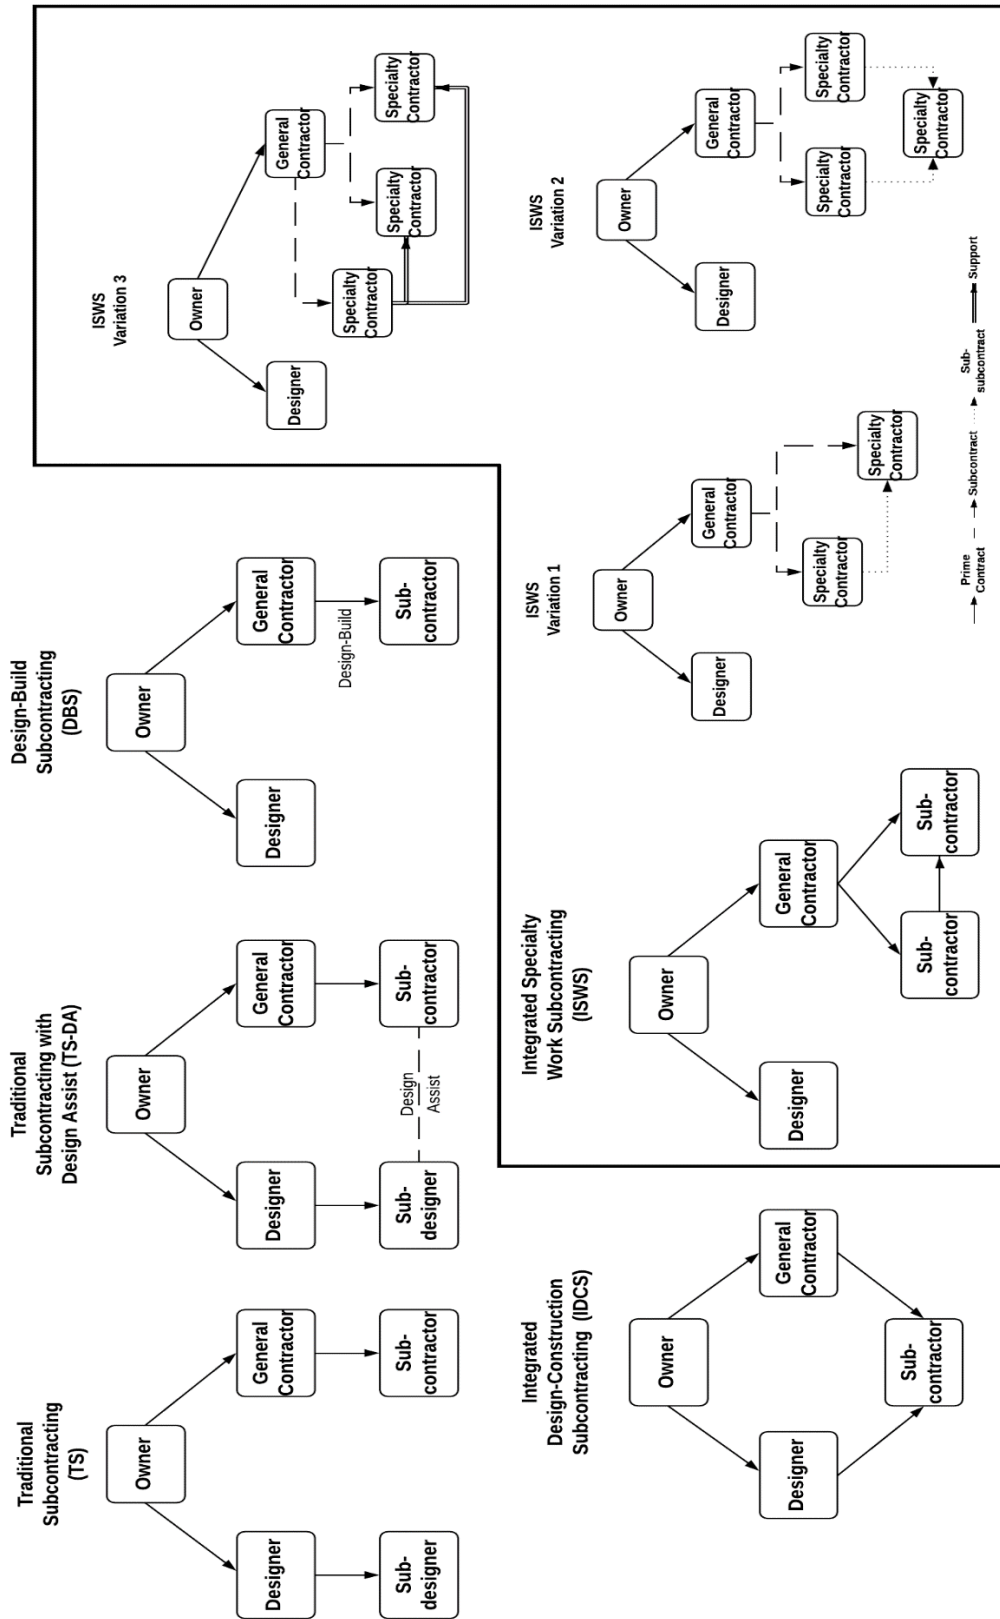 Traditional
Subcontracting
(TS)
Owner
Designer
General
Contractor
Sub-
designer
Sub-
contractor
Traditional
Subcontracting with
Design Assist (TS-DA)
Owner
Designer
General
Contractor
Sub-
designer
Design
Assist
Sub-
contractor
Design-Build
Subcontracting
(DBS)
Owner
Designer
General
Contractor
Design-Build
Sub-
contractor
ISWS
Variation 3
Owner
Designer
General
Contractor
Specialty
Contractor
Specialty
Contractor
Specialty
Contractor
Integrated
Design-Construction
Subcontracting (IDCS)
Owner
Designer
General
Contractor
Sub-
contractor
Integrated Specialty
Work Subcontracting
(ISWS)
Owner
Designer
General
Contractor
Sub-
contractor
Sub-
contractor
ISWS
Variation 1
Owner
Designer
General
Contractor
Specialty
Contractor
Specialty
Contractor
ISWS
Variation 2
Owner
Designer
General
Contractor
Specialty
Contractor
Specialty
Contractor
Specialty
Contractor
Prime
Contract
Subcontract
Sub-
subcontract
Support